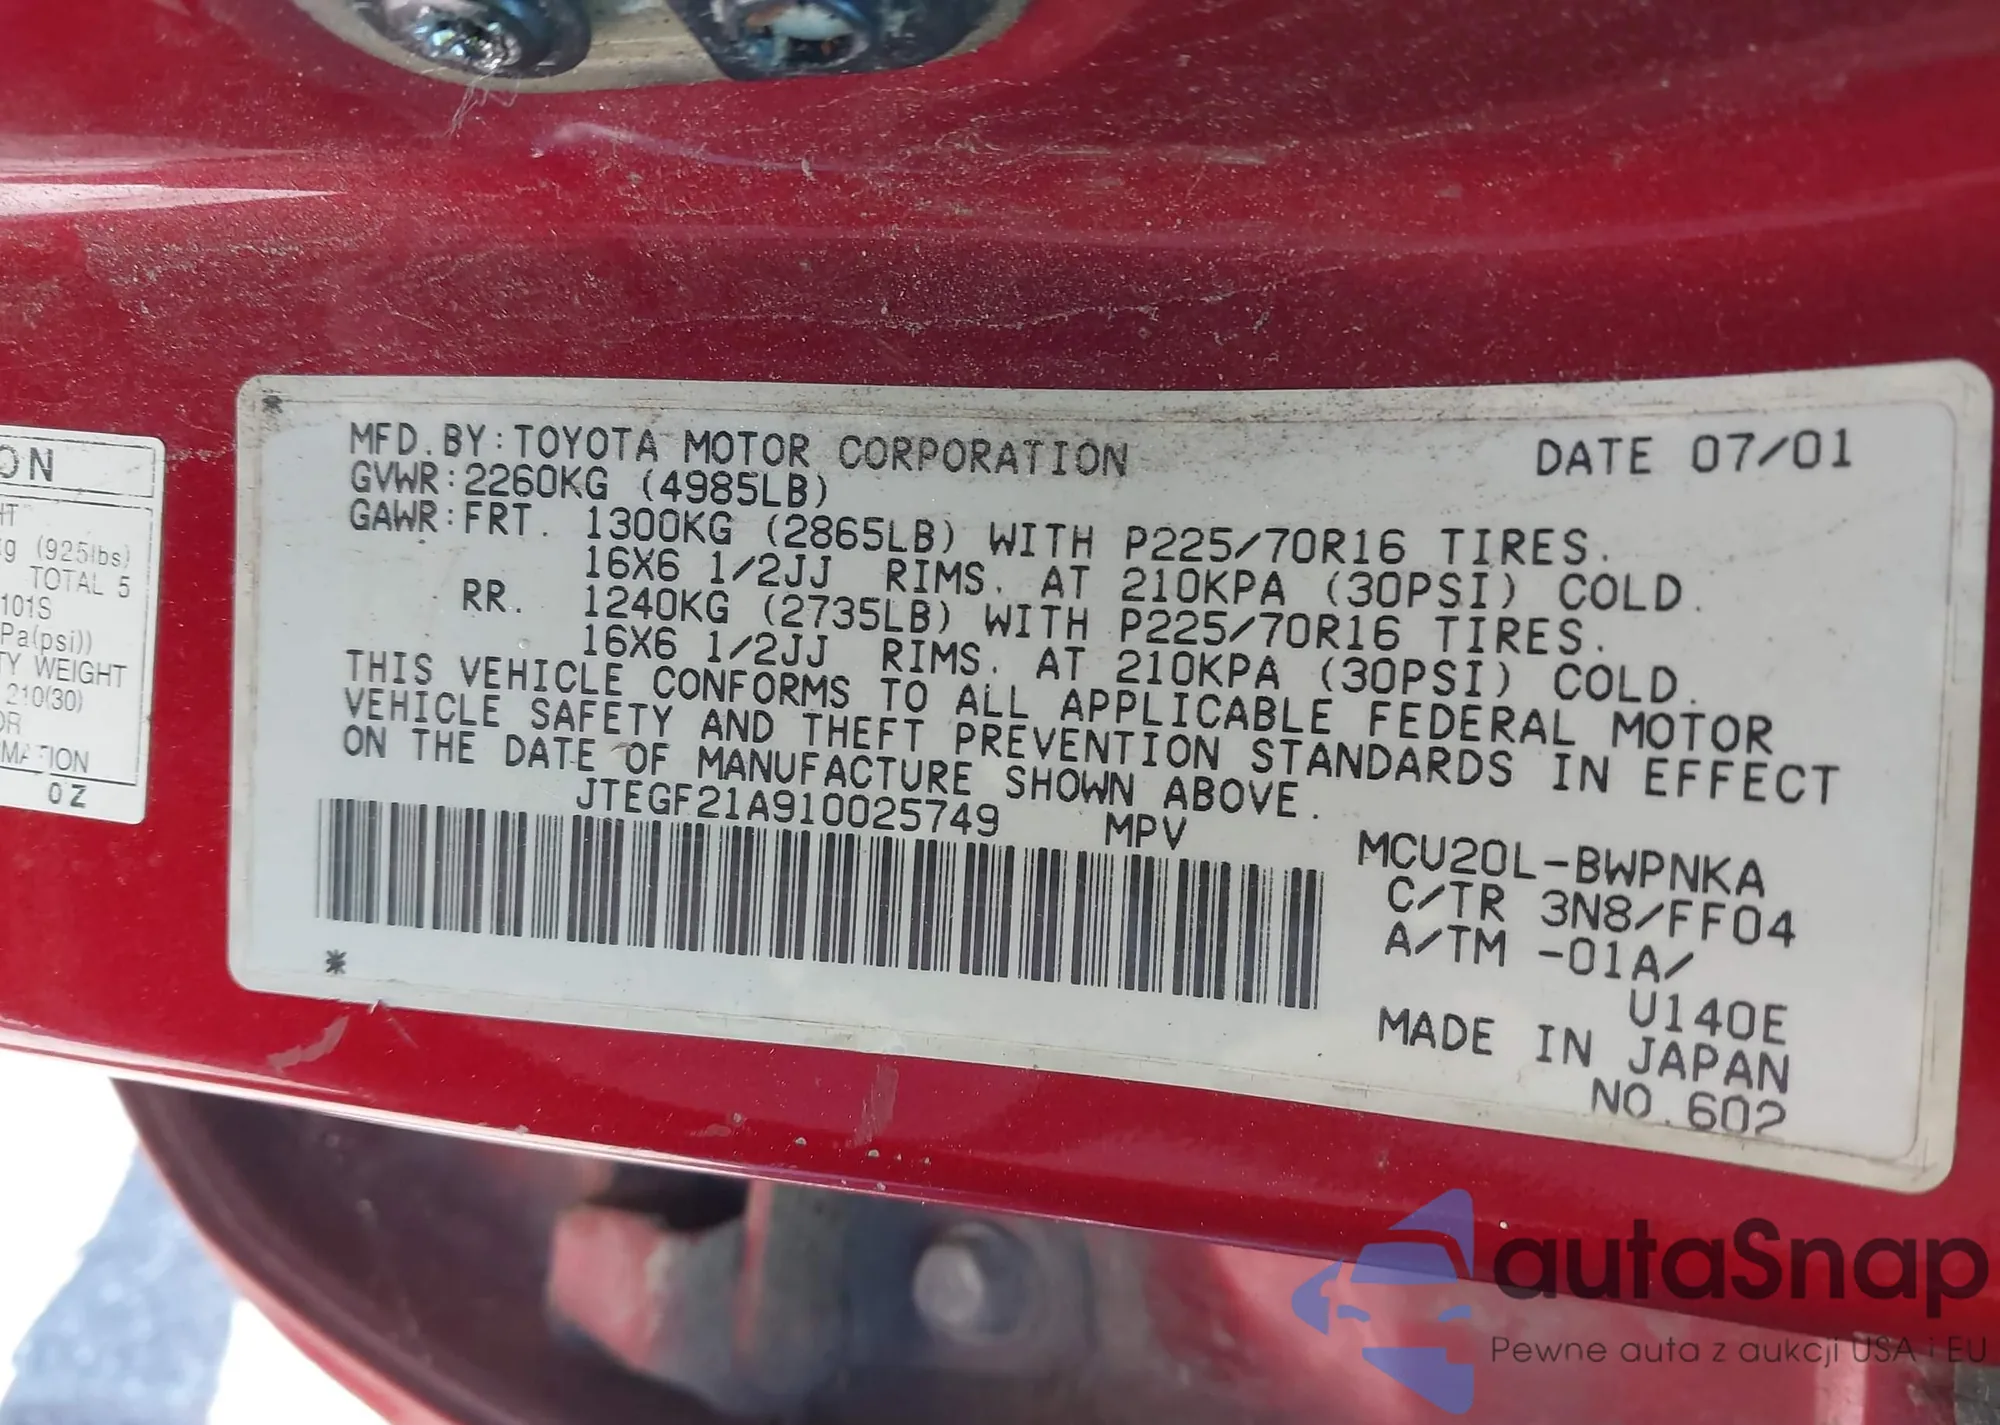 ON
HT
kg (925lbs)
TOTAL 5
101S
Pa(psi))
TY WEIGHT
210(30)
OR
MATION
0Z
*
MFD.BY:TOYOTA MOTOR CORPORATION DATE 07/01
GVWR:2260KG (4985LB)
GAWR:FRT. 1300KG (2865LB) WITH P225/70R16 TIRES.
16X6 1/2JJ RIMS. AT 210KPA (30PSI) COLD.
RR. 1240KG (2735LB) WITH P225/70R16 TIRES.
16X6 1/2JJ RIMS. AT 210KPA (30PSI) COLD.
THIS VEHICLE CONFORMS TO ALL APPLICABLE FEDERAL MOTOR
VEHICLE SAFETY AND THEFT PREVENTION STANDARDS IN EFFECT
ON THE DATE OF MANUFACTURE SHOWN ABOVE.
JTEGF21A910025749 MPV
MCU20L-BWPNKA
C/TR 3N8/FF04
A/TM -01A/
U140E
MADE IN JAPAN
NO.602
*
autaSnap
Pewne auta z aukcji USA i EU